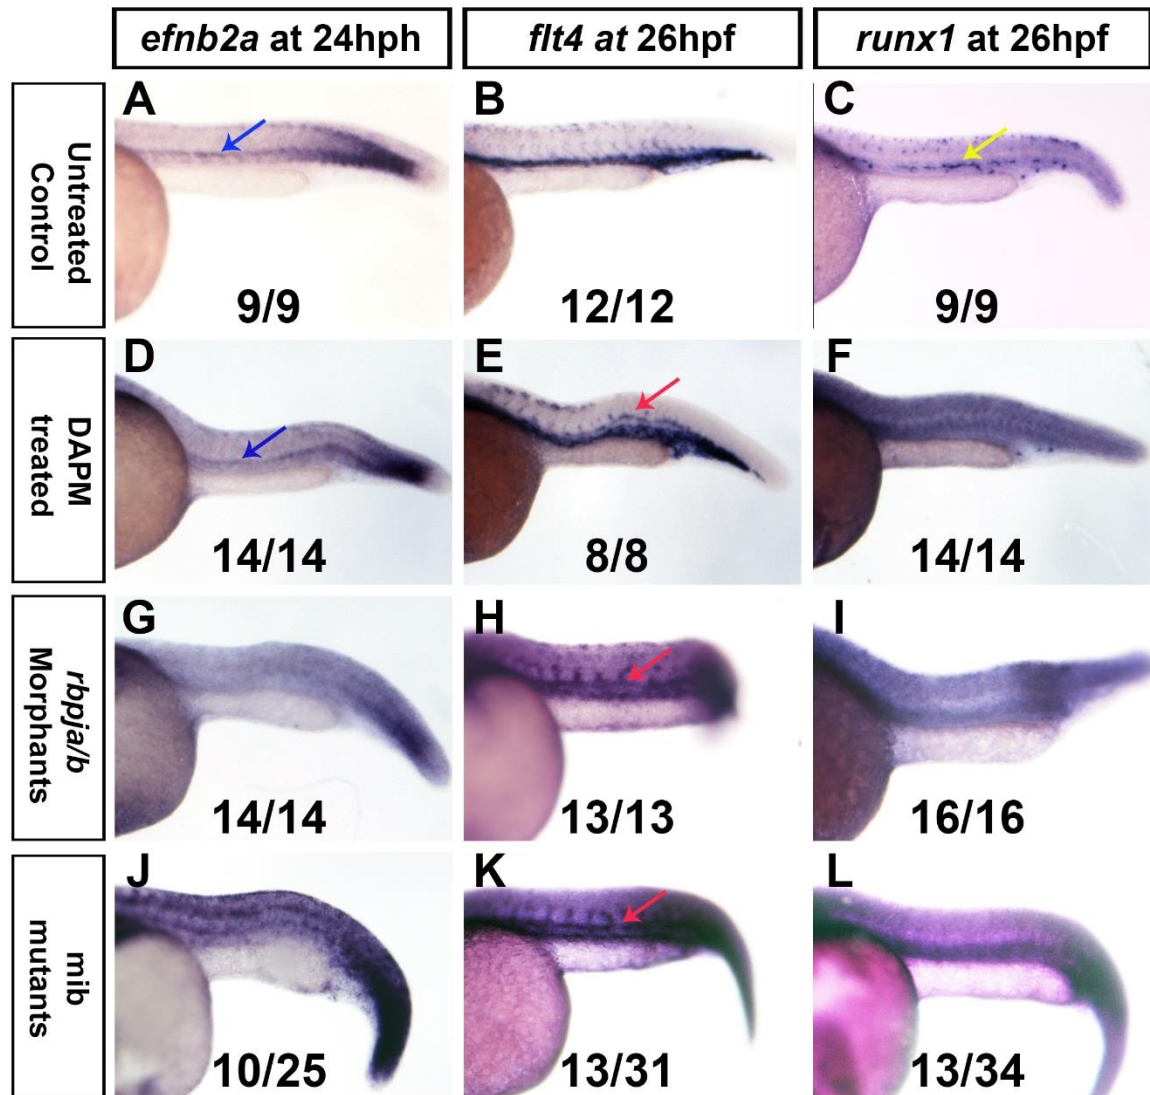 efnb2a at 24hph
flt4 at 26hpf
runx1 at 26hpf
Untreated
Control
A
9/9
B
12/12
C
9/9
DAPM
treated
D
14/14
E
8/8
F
14/14
rbpja/b
Morphants
G
14/14
H
13/13
I
16/16
mib
mutants
J
10/25
K
13/31
L
13/34